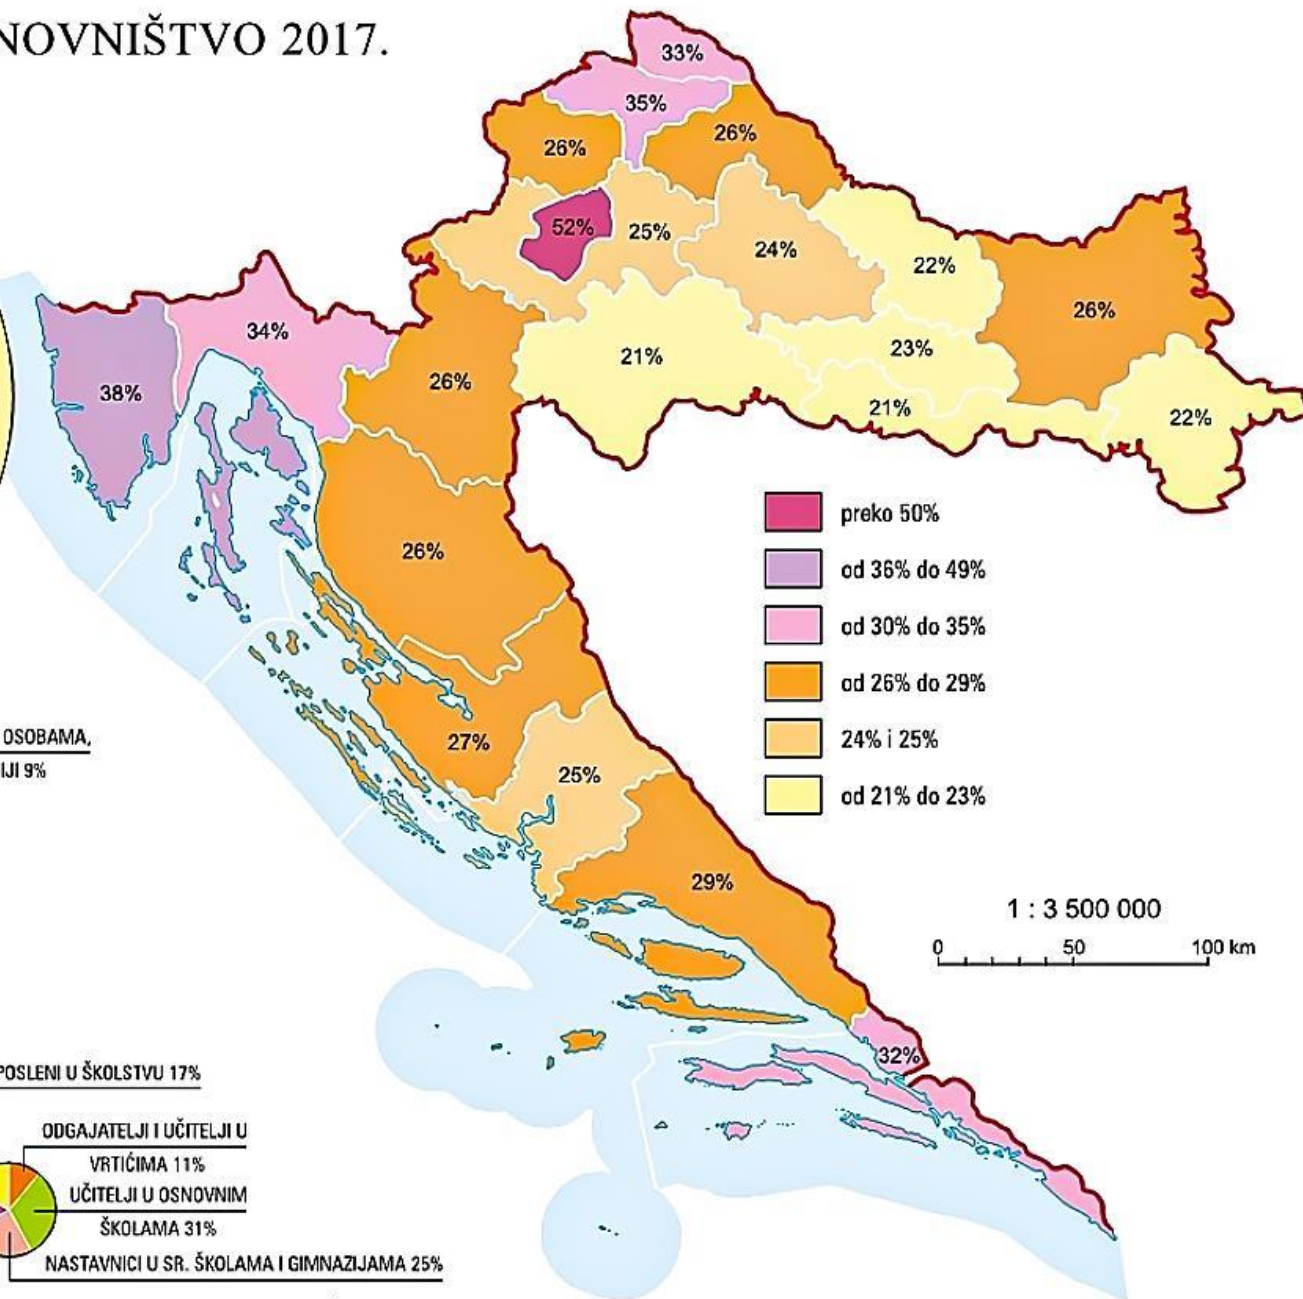 NOVNIŠTVO 2017.
33%
35%
26%
26%
52%
25%
24%
22%
26%
34%
38%
26%
21%
23%
21%
22%
26%
27%
25%
29%
32%
preko 50%
od 36% do 49%
od 30% do 35%
od 26% do 29%
24% i 25%
od 21% do 23%
1 : 3 500 000
0 50 100 km
OSOBAMA,
IJI 9%
POSLENI U ŠKOLSTVU 17%
ODGAJATELJI I UČITELJI U
VRTIĆIMA 11%
UČITELJI U OSNOVNIM
ŠKOLAMA 31%
NASTAVNICI U SR. ŠKOLAMA I GIMNAZIJAMA 25%